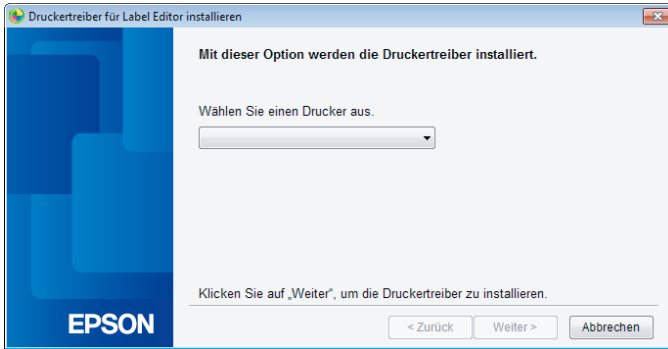 Druckertreiber für Label Editor installieren
Mit dieser Option werden die Druckertreiber installiert.
Wählen Sie einen Drucker aus.
Klicken Sie auf „Weiter“, um die Druckertreiber zu installieren.
EPSON
< Zurück
Weiter >
Abbrechen